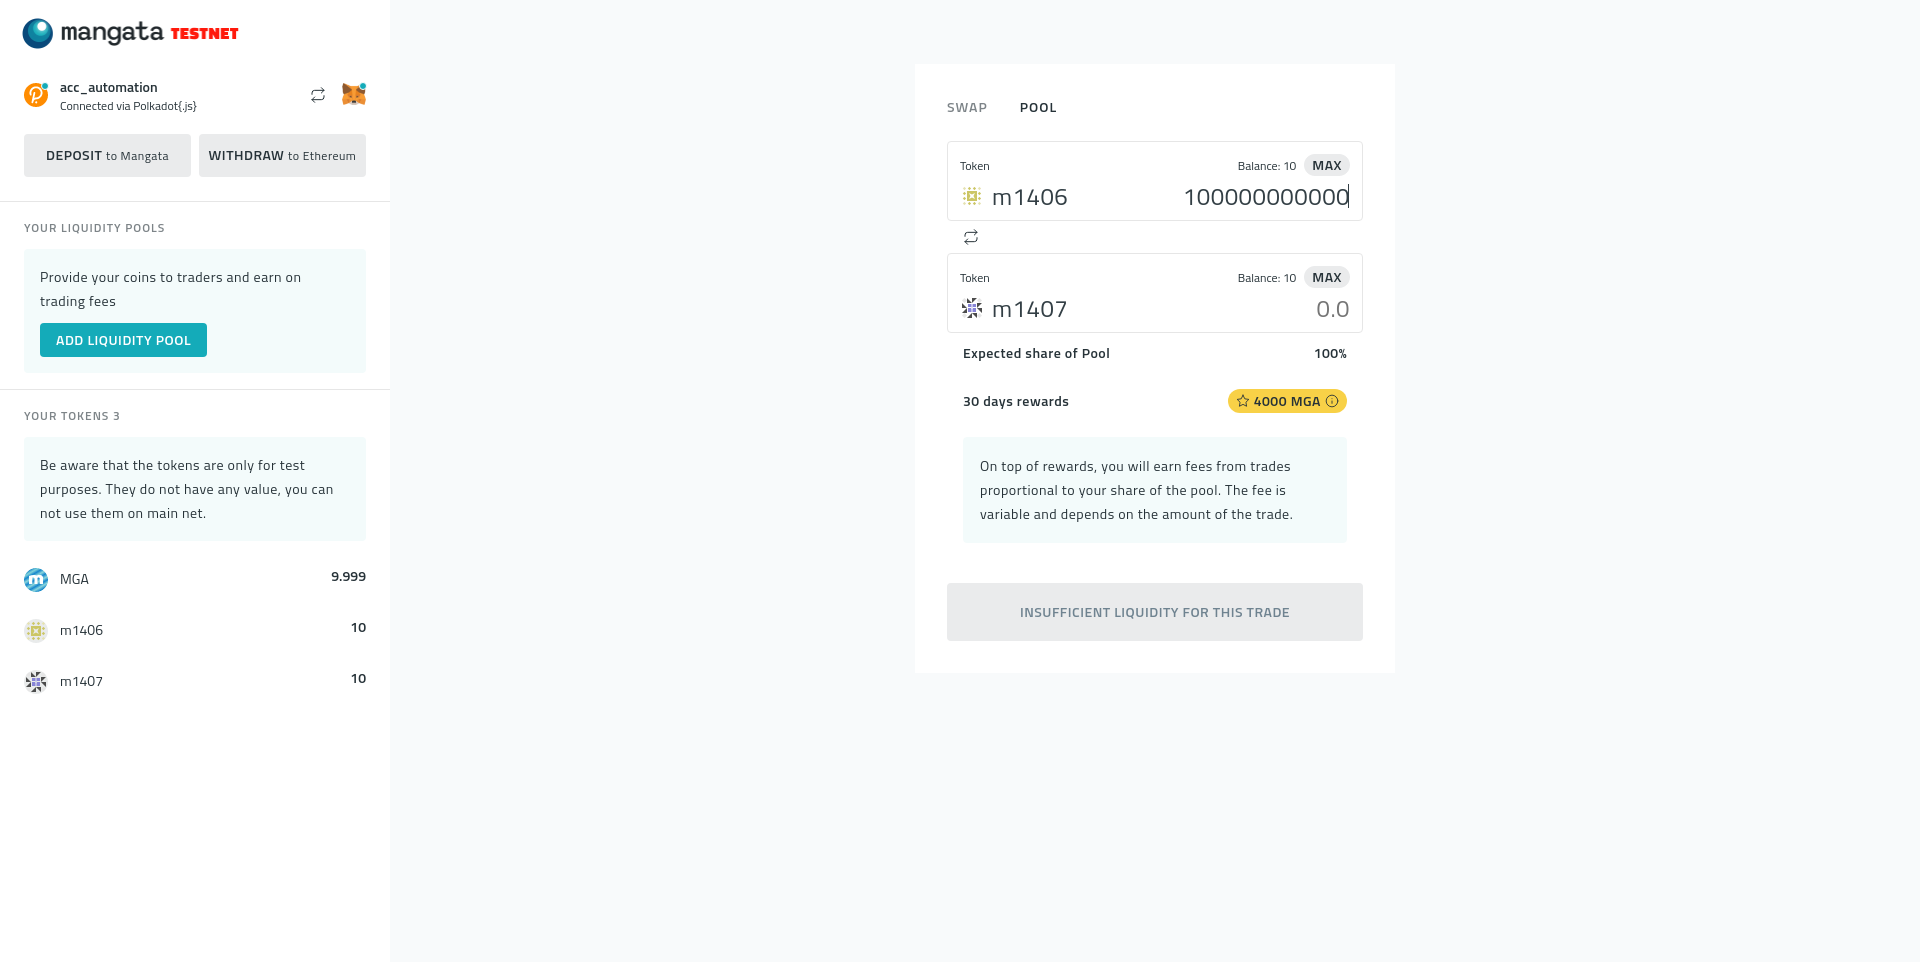 mangata TESTNET
acc_automation
Connected via Polkadot{.js}
DEPOSIT to Mangata
WITHDRAW to Ethereum
YOUR LIQUIDITY POOLS
Provide your coins to traders and earn on
trading fees
ADD LIQUIDITY POOL
YOUR TOKENS 3
Be aware that the tokens are only for test
purposes. They do not have any value, you can
not use them on main net.
MGA 9.999
m1406 10
m1407 10
SWAP POOL
Token Balance: 10 MAX
m1406 100000000000
Token Balance: 10 MAX
m1407 0.0
Expected share of Pool 100%
30 days rewards 4000 MGA
On top of rewards, you will earn fees from trades
proportional to your share of the pool. The fee is
variable and depends on the amount of the trade.
INSUFFICIENT LIQUIDITY FOR THIS TRADE